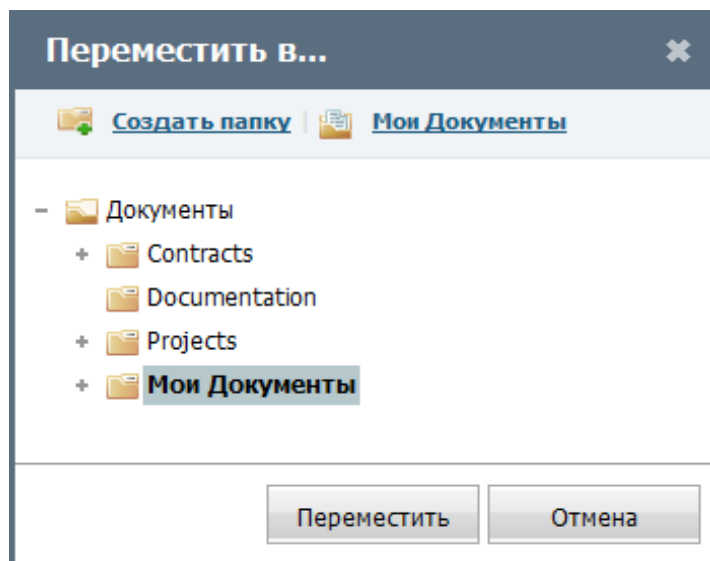 Переместить в...
Создать папку Мои Документы
Документы
Contracts
Documentation
Projects
Мои Документы
Переместить Отмена